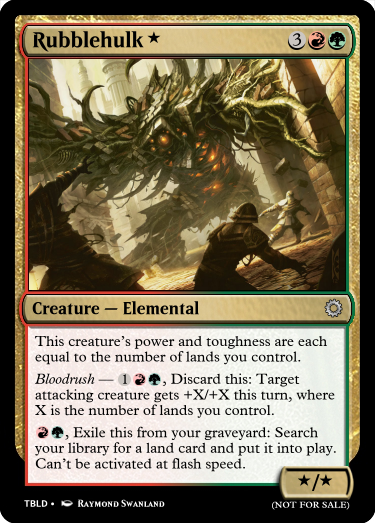 Rubblehulk ★ 3
Creature — Elemental
This creature's power and toughness are each
equal to the number of lands you control.
Bloodrush — 1, Discard this: Target
attacking creature gets +X/+X this turn, where
X is the number of lands you control.
, Exile this from your graveyard: Search
your library for a land card and put it into play.
Can't be activated at flash speed.
★/★
TBLD • Raymond Swanland (NOT FOR SALE)